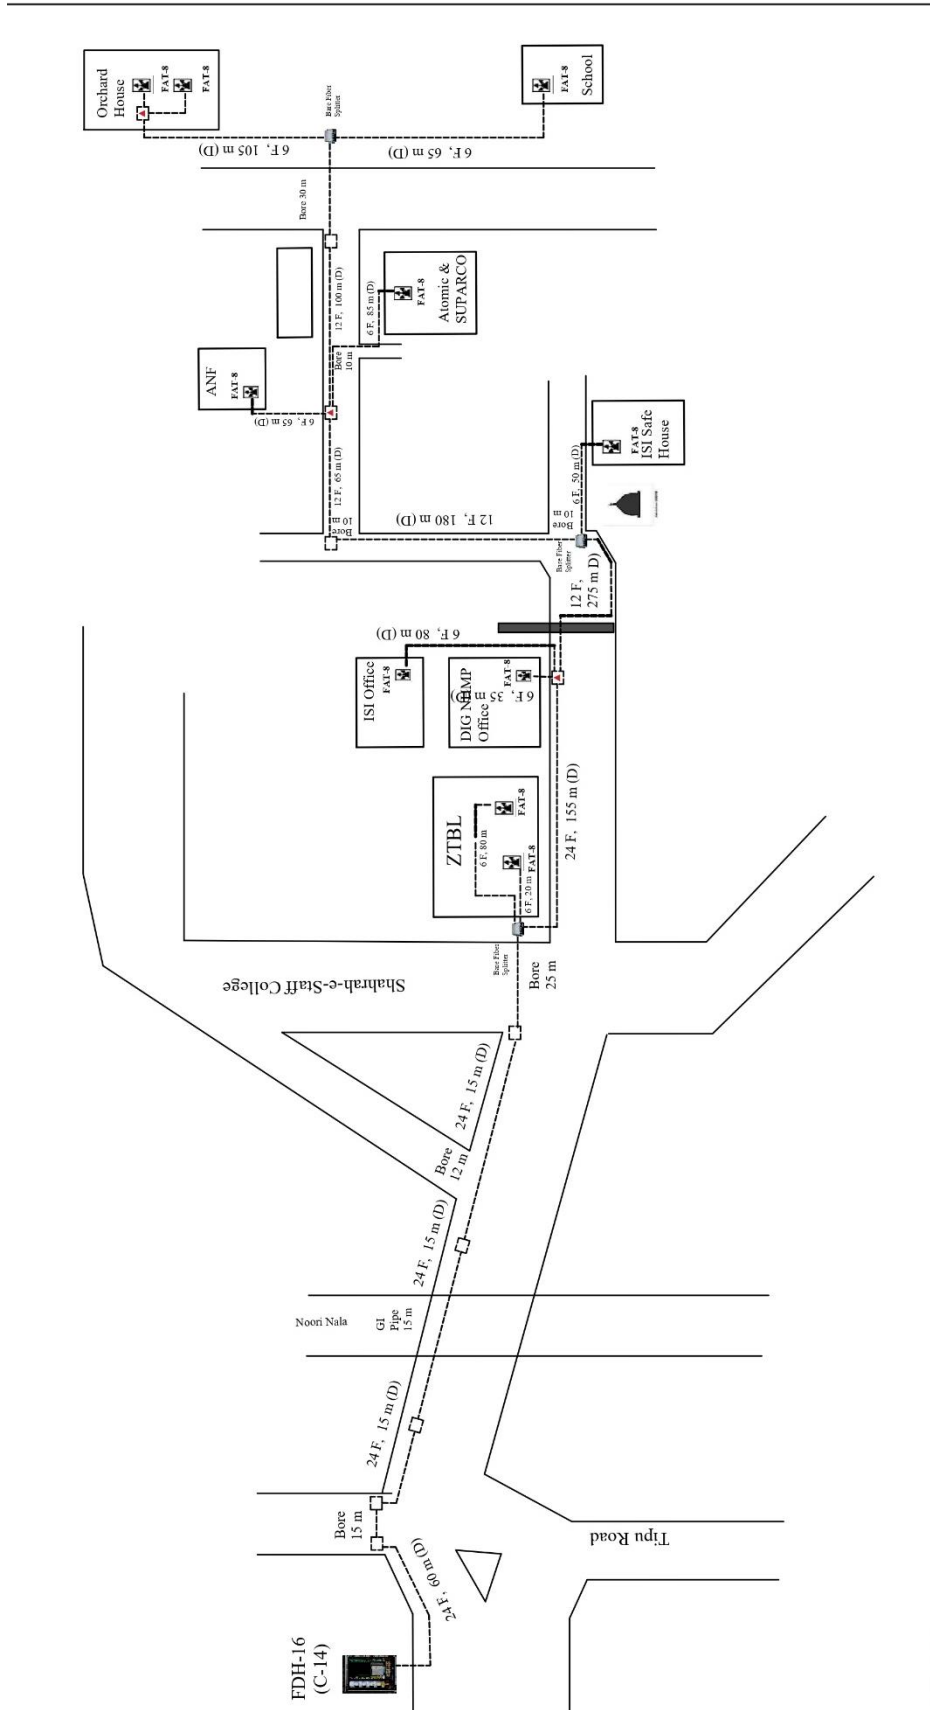 Orchard
House
FAT-8
FAT-8
Bare Fiber
Splitter
FAT-8
School
6 F, 105 m (D)
6 F, 65 m (D)
Bore 30 m
12 F, 100 m (D)
6 F, 85 m (D)
FAT-8
Atomic &
SUPARCO
Bore
10 m
ANF
FAT-8
6 F, 65 m (D)
12 F, 65 m (D)
FAT-8
ISI Safe
House
6 F, 50 m (D)
Bore
10 m
12 F, 180 m (D)
Bore
10 m
Bare Fiber
Splitter
12 F,
275 m D)
6 F, 80 m (D)
ISI Office
FAT-8
FAT-8
6 F, 35 m (D)
DIG NHMP
Office
24 F, 155 m (D)
ZTBL
6 F, 80 m
FAT-8
FAT-8
6 F, 20 m
Bare Fiber
Splitter
Bore
25 m
Shahrah-e-Staff College
24 F, 15 m (D)
Bore
12 m
24 F, 15 m (D)
Noori Nala
GI
Pipe
15 m
24 F, 15 m (D)
Bore
15 m
Tipu Road
24 F, 60 m (D)
FDH-16
(C-14)